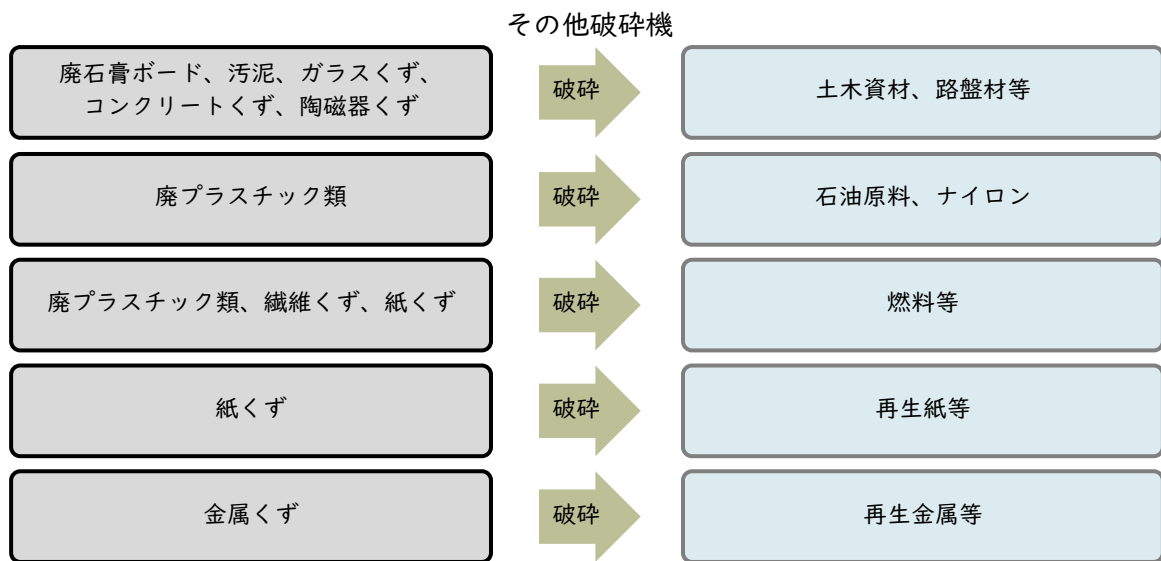 その他破砕機
廃石膏ボード、汚泥、ガラスくず、
コンクリートくず、陶磁器くず
破砕
土木資材、路盤材等
廃プラスチック類
破砕
石油原料、ナイロン
廃プラスチック類、繊維くず、紙くず
破砕
燃料等
紙くず
破砕
再生紙等
金属くず
破砕
再生金属等